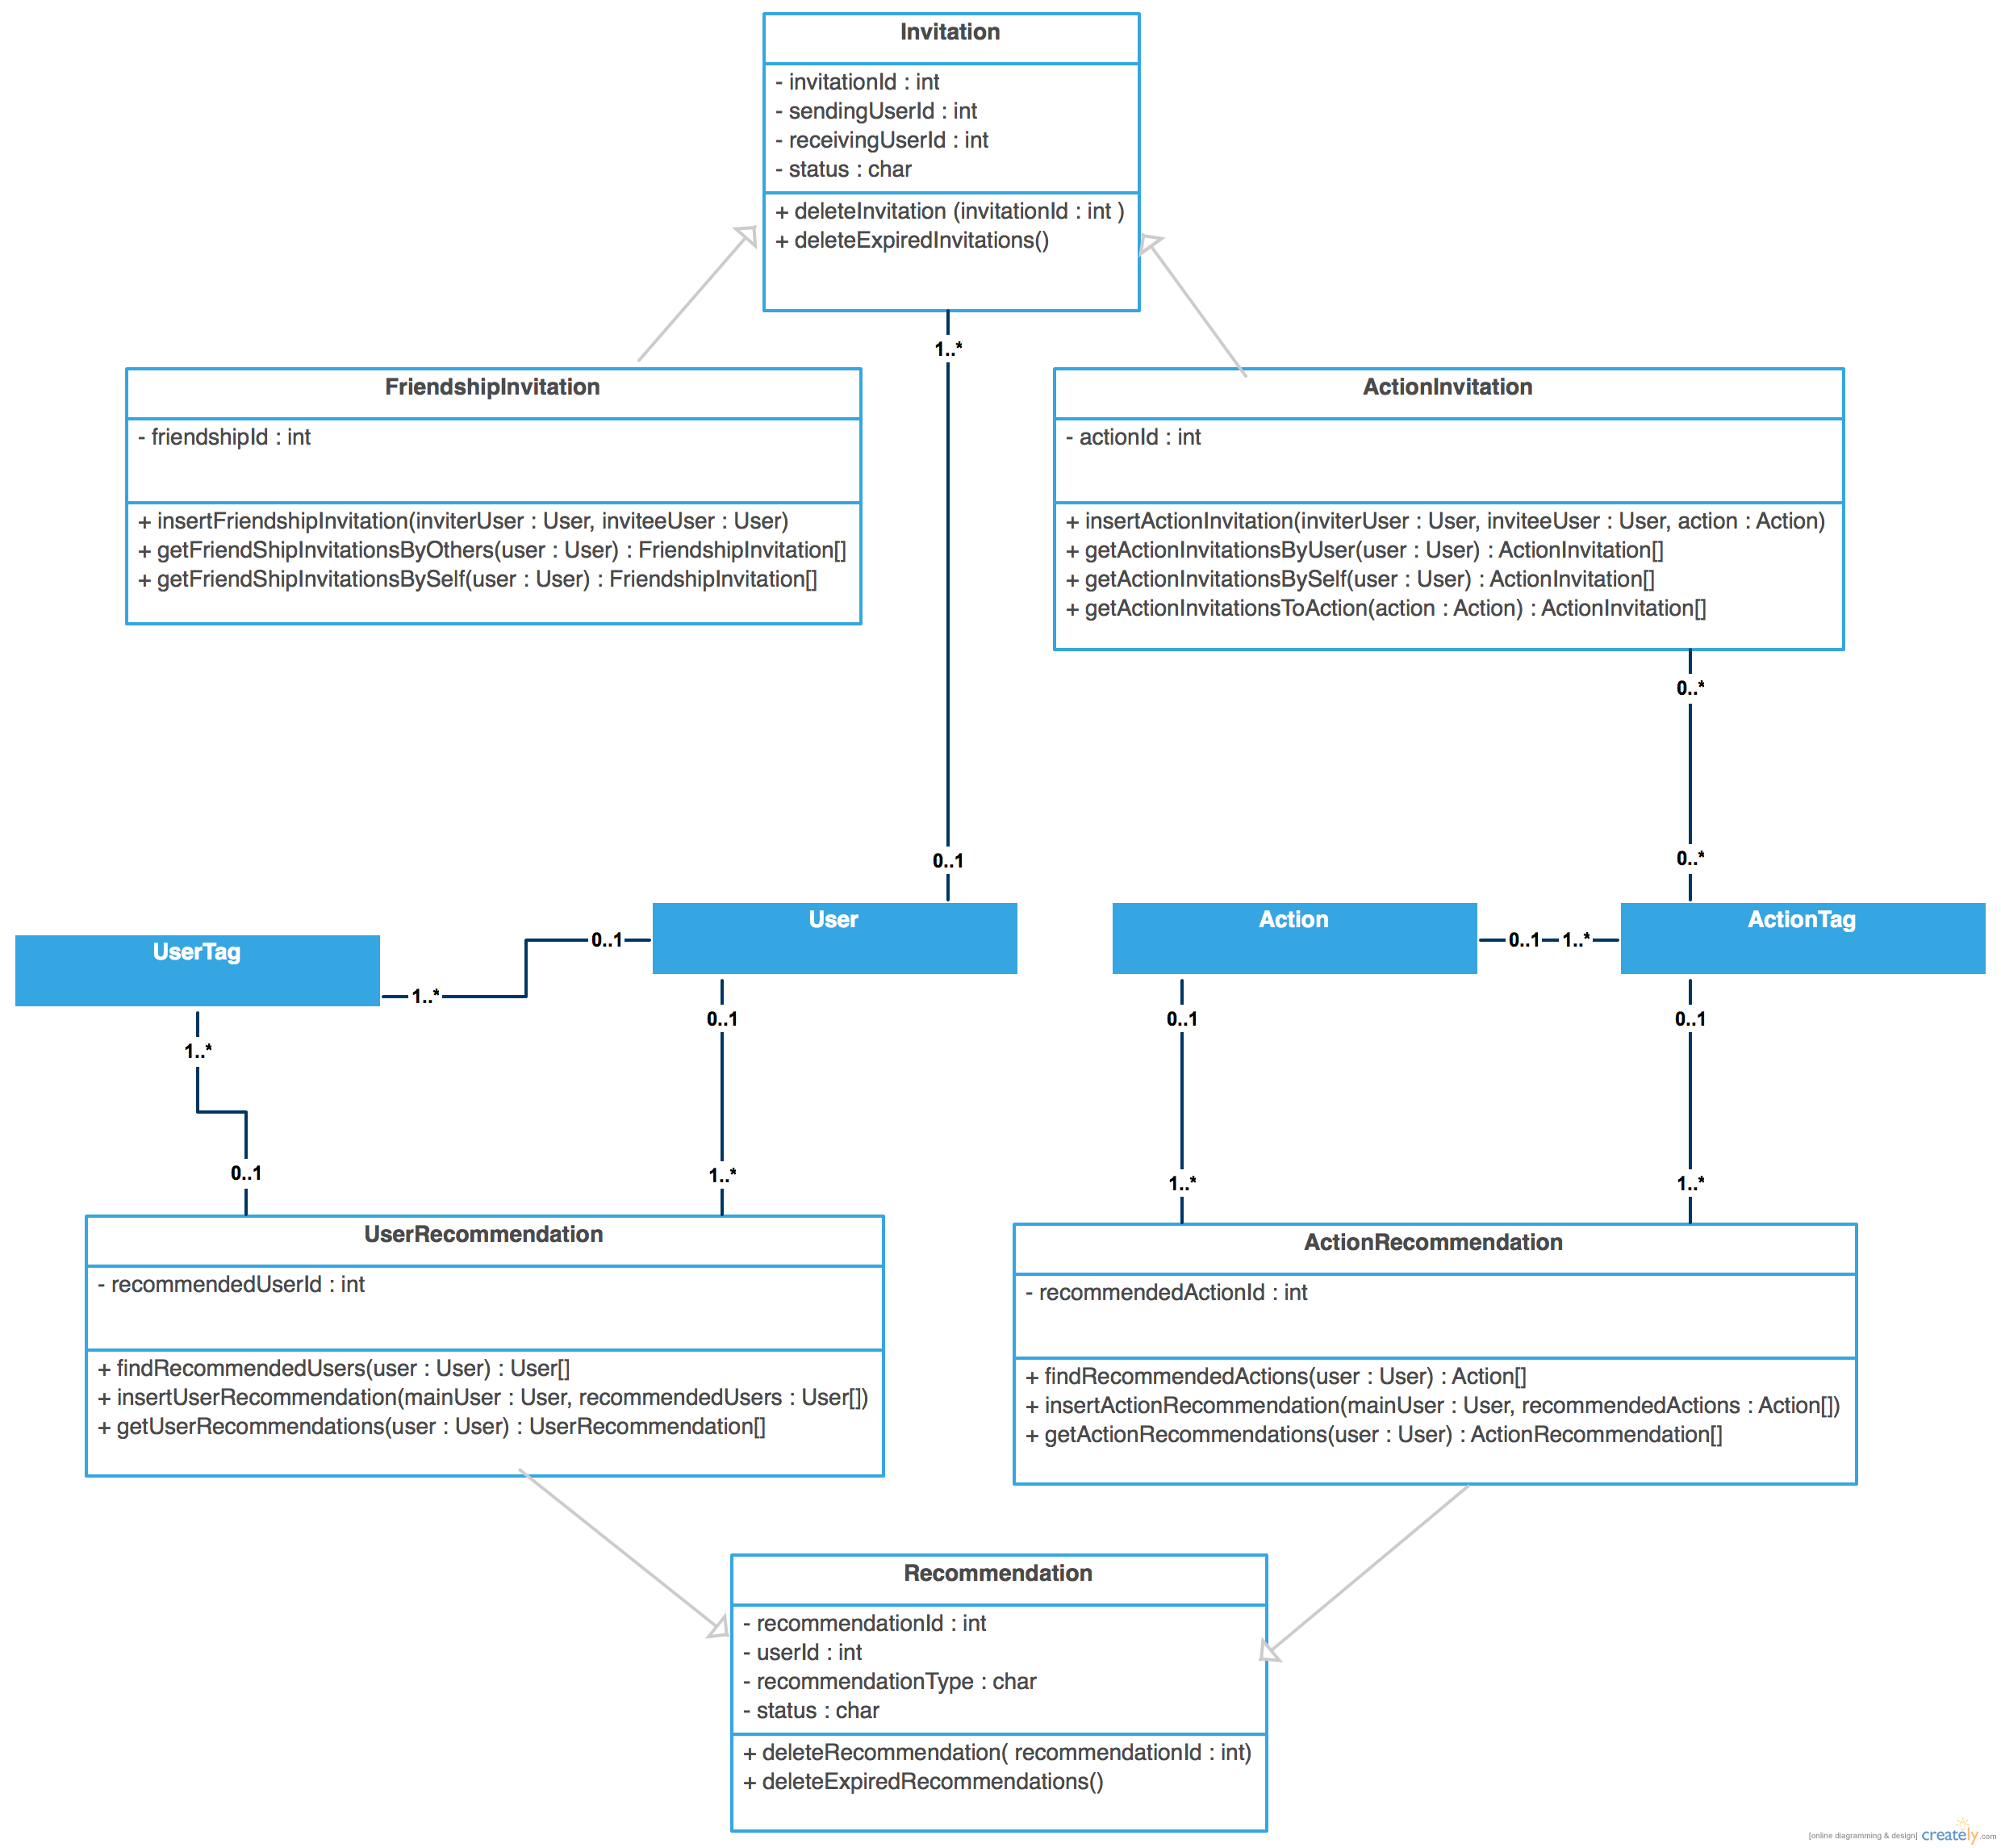 Invitation
- invitationId : int
- sendingUserId : int
- receivingUserId : int
- status : char
+ deleteInvitation (invitationId : int )
+ deleteExpiredInvitations()
1..*
FriendshipInvitation
- friendshipId : int
+ insertFriendshipInvitation(inviterUser : User, inviteeUser : User)
+ getFriendShipInvitationsByOthers(user : User) : FriendshipInvitation[]
+ getFriendShipInvitationsBySelf(user : User) : FriendshipInvitation[]
ActionInvitation
- actionId : int
+ insertActionInvitation(inviterUser : User, inviteeUser : User, action : Action)
+ getActionInvitationsByUser(user : User) : ActionInvitation[]
+ getActionInvitationsBySelf(user : User) : ActionInvitation[]
+ getActionInvitationsToAction(action : Action) : ActionInvitation[]
0..*
0..1
0..*
UserTag
1..*
0..1
User
Action
0..1
1..*
ActionTag
1..*
0..1
0..1
0..1
0..1
1..*
1..*
1..*
UserRecommendation
- recommendedUserId : int
+ findRecommendedUsers(user : User) : User[]
+ insertUserRecommendation(mainUser : User, recommendedUsers : User[])
+ getUserRecommendations(user : User) : UserRecommendation[]
ActionRecommendation
- recommendedActionId : int
+ findRecommendedActions(user : User) : Action[]
+ insertActionRecommendation(mainUser : User, recommendedActions : Action[])
+ getActionRecommendations(user : User) : ActionRecommendation[]
Recommendation
- recommendationId : int
- userId : int
- recommendationType : char
- status : char
+ deleteRecommendation( recommendationId : int)
+ deleteExpiredRecommendations()
[online diagramming & design] creately.com